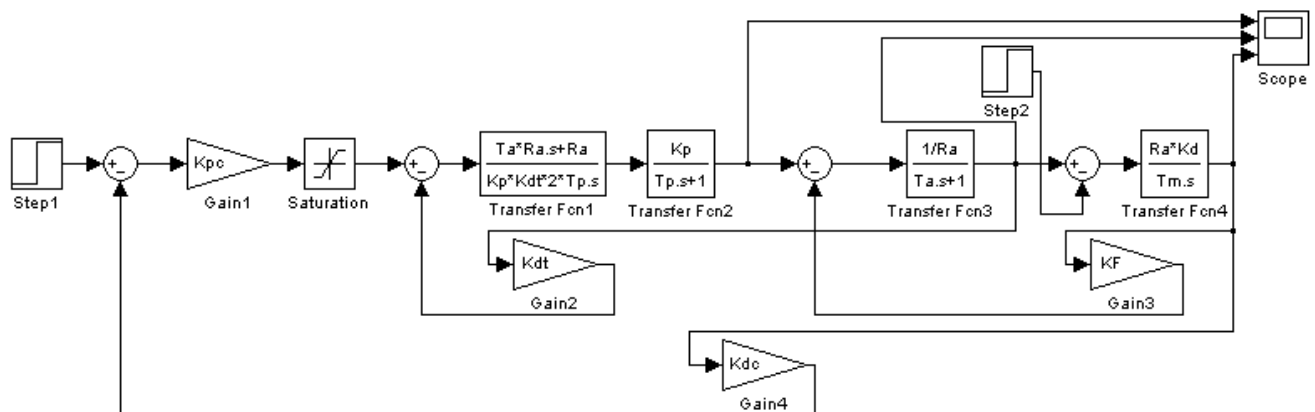 Scope
Step2
Step1
Kpc
Gain1
Saturation
Ta*Ra.s+Ra
Kp*Kdt*2*Tp.s
Transfer Fcn1
Kp
Tp.s+1
Transfer Fcn2
1/Ra
Ta.s+1
Transfer Fcn3
Ra*Kd
Tm.s
Transfer Fcn4
Kdt
Gain2
KF
Gain3
Kdc
Gain4